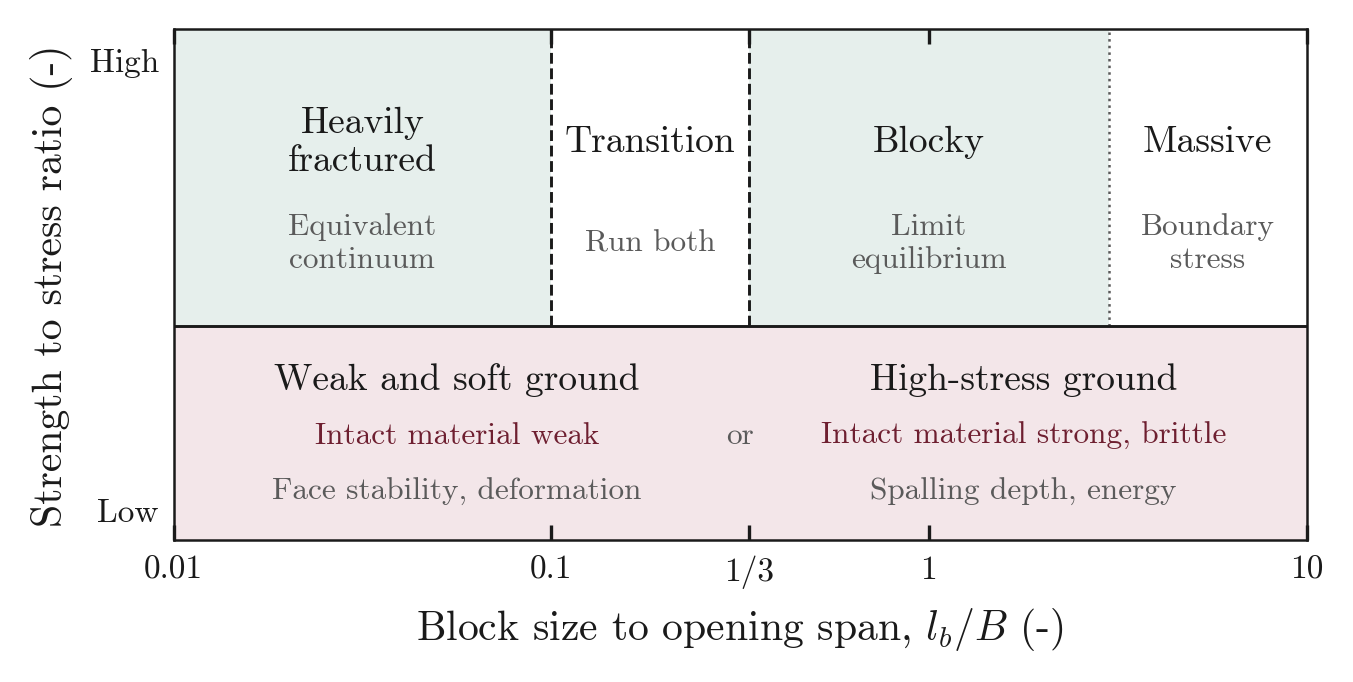 Strength to stress ratio (-)
High
Low
Heavily
fractured
Equivalent
continuum
Transition
Run both
Blocky
Limit
equilibrium
Massive
Boundary
stress
Weak and soft ground
Intact material weak
Face stability, deformation
or
High-stress ground
Intact material strong, brittle
Spalling depth, energy
0.01
0.1
1/3
1
10
Block size to opening span, l_b/B (-)